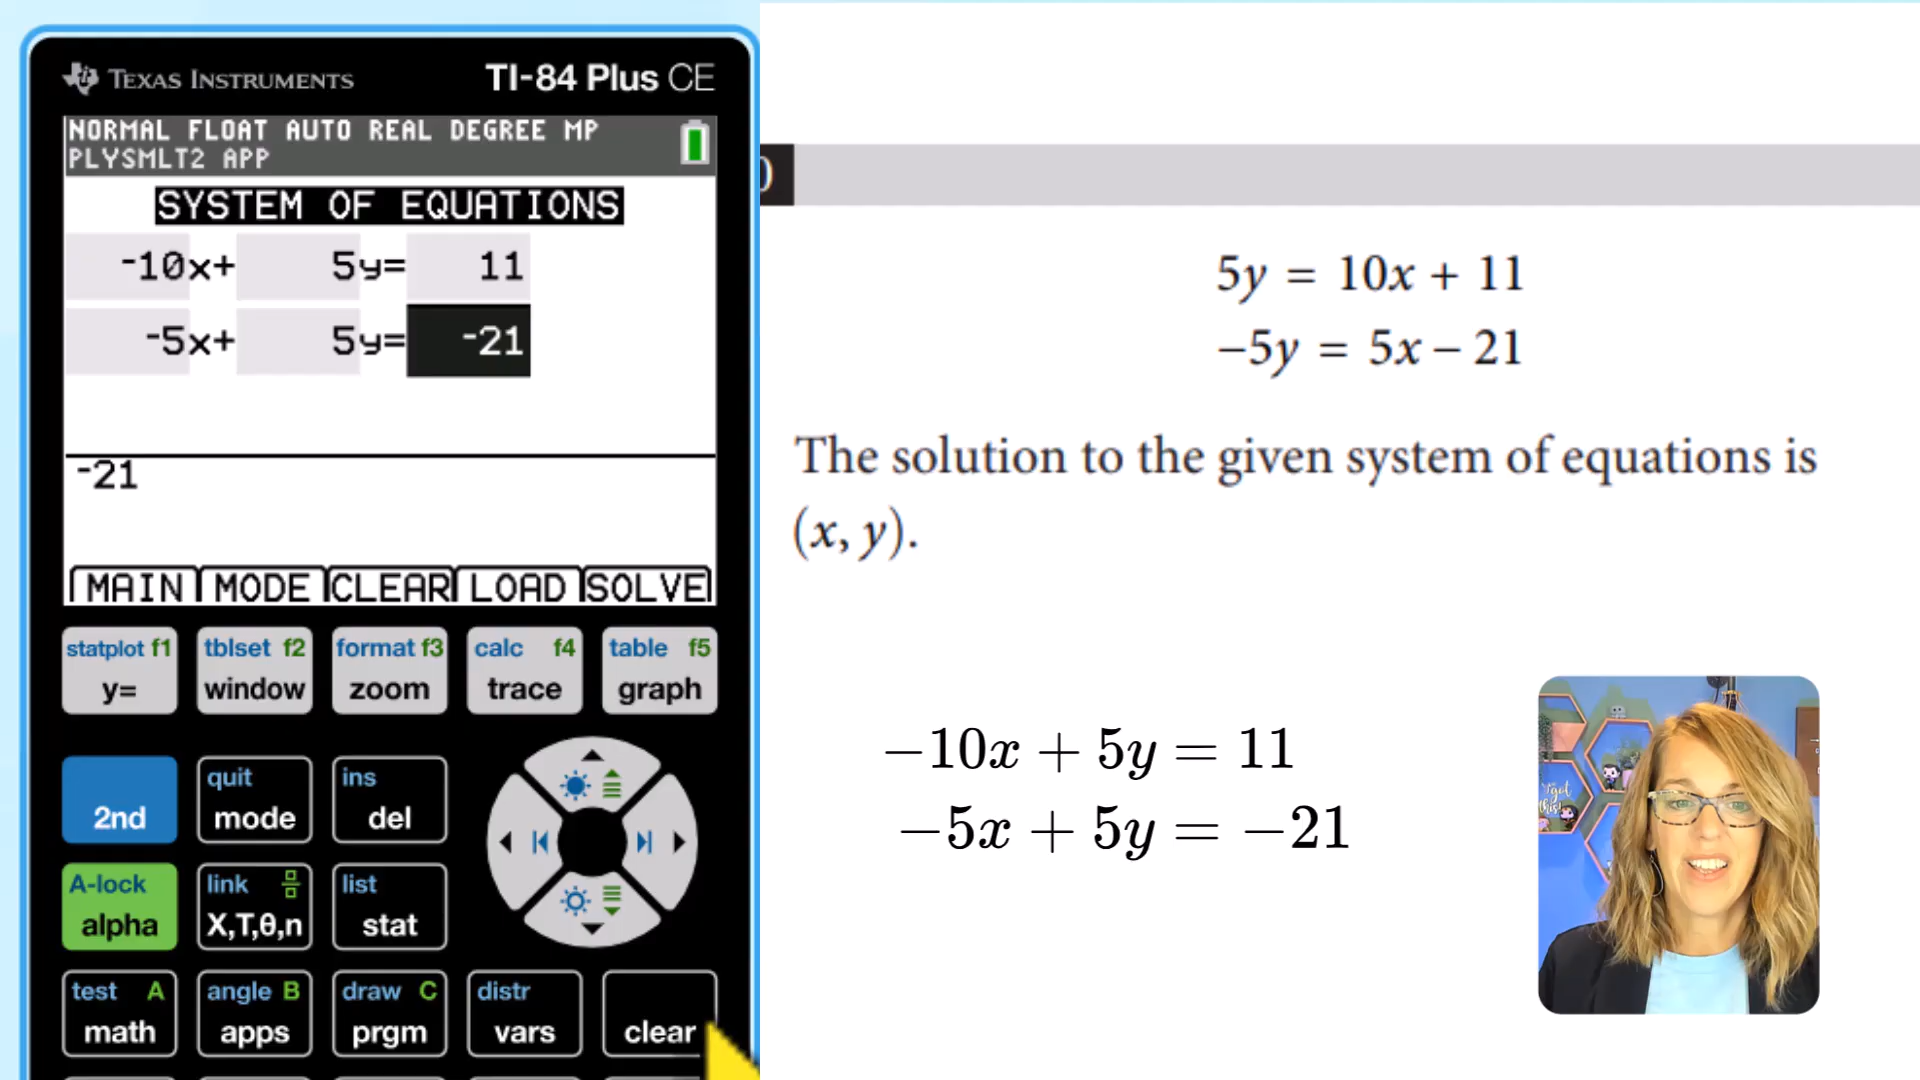 TEXAS INSTRUMENTS TI-84 Plus CE
NORMAL FLOAT AUTO REAL DEGREE MP
PLYSMLT2 APP
SYSTEM OF EQUATIONS
-10x+ 5y= 11
-5x+ 5y= -21
-21
MAIN MODE CLEAR LOAD SOLVE
statplot f1 tblset f2 format f3 calc f4 table f5
y= window zoom trace graph
quit ins
2nd mode del
A-lock link list
alpha X,T,θ,n stat
test A angle B draw C distr
math apps prgm vars clear
5y = 10x + 11
−5y = 5x − 21
The solution to the given system of equations is
(x, y).
−10x + 5y = 11
−5x + 5y = −21
got
this!